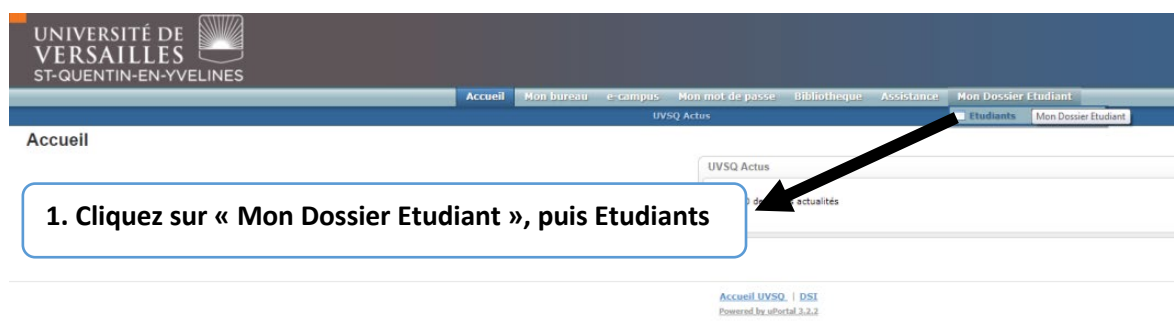 UNIVERSITÉ DE
VERSAILLES
ST-QUENTIN-EN-YVELINES
Accueil Mon bureau e-campus Mon mot de passe Bibliotheque Assistance Mon Dossier Etudiant
UVSQ Actus Etudiants Mon Dossier Etudiant
Accueil
UVSQ Actus
actualités
1. Cliquez sur « Mon Dossier Etudiant », puis Etudiants
Accueil UVSQ | DSI
Powered by uPortal 3.2.2